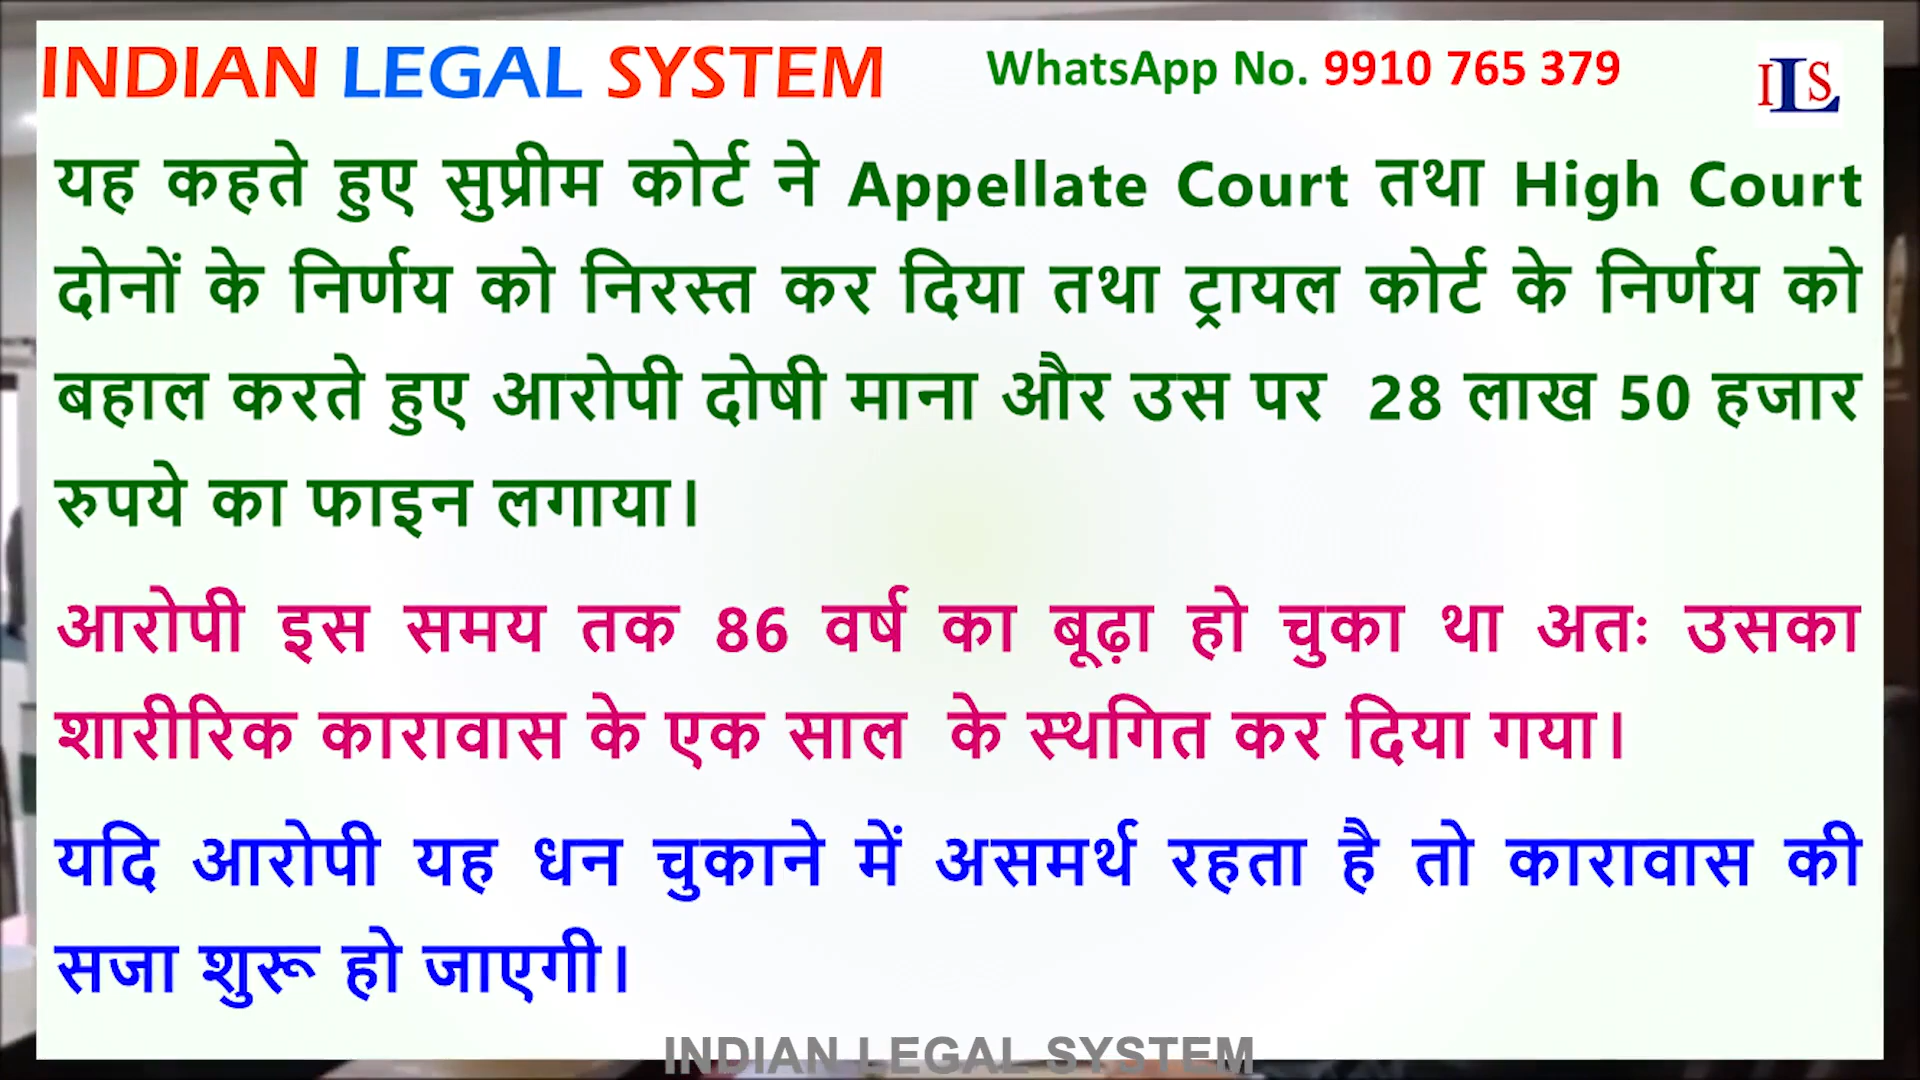 INDIAN LEGAL SYSTEM WhatsApp No. 9910 765 379 ILS
यह कहते हुए सुप्रीम कोर्ट ने Appellate Court तथा High Court
दोनों के निर्णय को निरस्त कर दिया तथा ट्रायल कोर्ट के निर्णय को
बहाल करते हुए आरोपी दोषी माना और उस पर 28 लाख 50 हजार
रुपये का फाइन लगाया।
आरोपी इस समय तक 86 वर्ष का बूढ़ा हो चुका था अतः उसका
शारीरिक कारावास के एक साल के स्थगित कर दिया गया।
यदि आरोपी यह धन चुकाने में असमर्थ रहता है तो कारावास की
सजा शुरू हो जाएगी।
INDIAN LEGAL SYSTEM